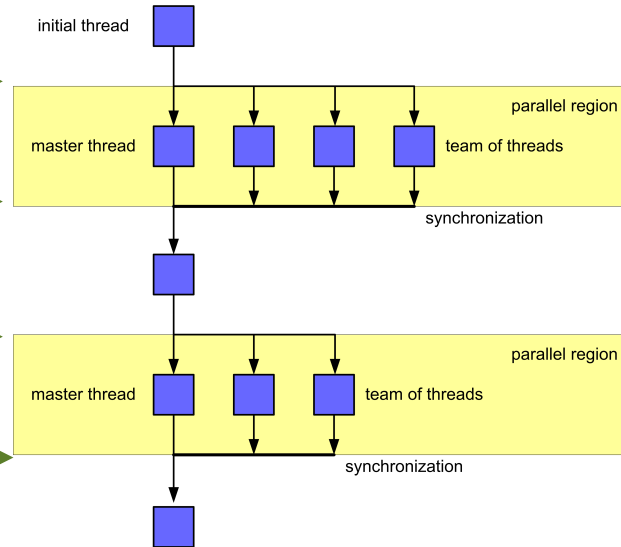 initial thread
parallel region
master thread
team of threads
synchronization
parallel region
master thread
team of threads
synchronization